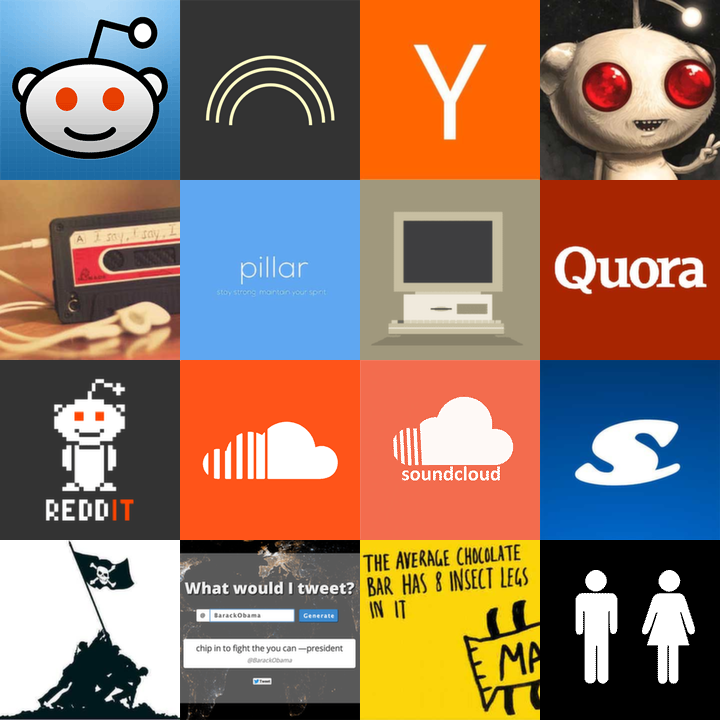 Y
A I say, I say, I
pillar
stay strong. maintain your spirit
Quora
REDDIT
soundcloud
S
What would I tweet?
@ BarackObama Generate
chip in to fight the you can —president
@BarackObama
Tweet
THE AVERAGE CHOCOLATE
BAR HAS 8 INSECT LEGS
IN IT
MA